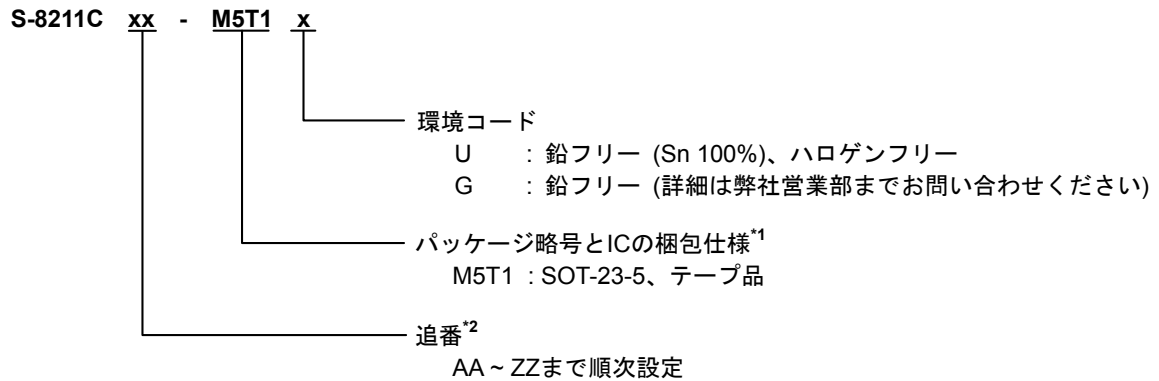 S-8211C xx - M5T1 x
環境コード
U : 鉛フリー (Sn 100%)、ハロゲンフリー
G : 鉛フリー (詳細は弊社営業部までお問い合わせください)
パッケージ略号とICの梱包仕様*1
M5T1 : SOT-23-5、テープ品
追番*2
AA ~ ZZまで順次設定